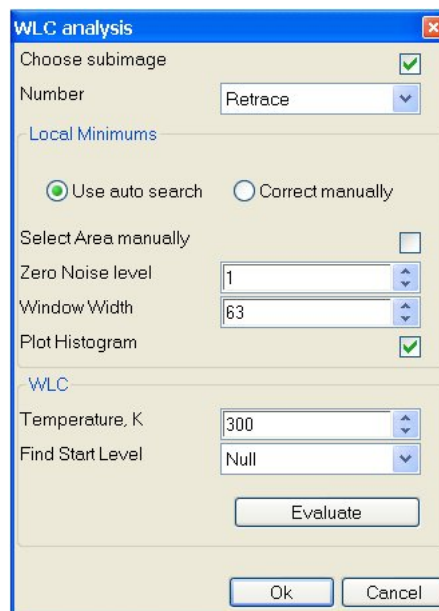 WLC analysis
Choose subimage
Number Retrace
Local Minimums
Use auto search Correct manually
Select Area manually
Zero Noise level 1
Window Width 63
Plot Histogram
WLC
Temperature, K 300
Find Start Level Null
Evaluate
Ok Cancel